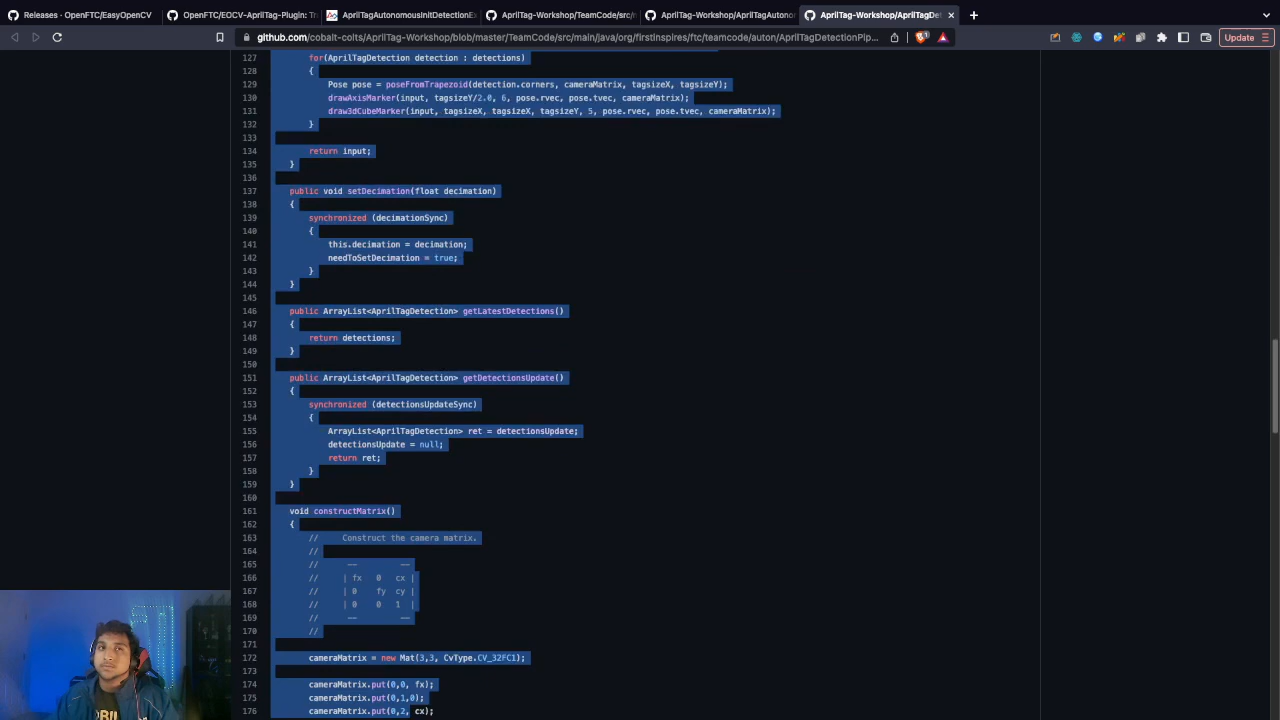 Releases · OpenFTC/EasyOpenCV
OpenFTC/EOCV-AprilTag-Plugin: Tr
AprilTagAutonomousInitDetectionEx
AprilTag-Workshop/TeamCode/src/m
AprilTag-Workshop/AprilTagAutonom
AprilTag-Workshop/AprilTagDet
github.com/cobalt-colts/AprilTag-Workshop/blob/master/TeamCode/src/main/java/org/firstinspires/ftc/teamcode/auton/AprilTagDetectionPip...
Update
127 for(AprilTagDetection detection : detections)
128 {
129 Pose pose = poseFromTrapezoid(detection.corners, cameraMatrix, tagsizeX, tagsizeY);
130 drawAxisMarker(input, tagsizeY/2.0, 6, pose.rvec, pose.tvec, cameraMatrix);
131 draw3dCubeMarker(input, tagsizeX, tagsizeX, tagsizeY, 5, pose.rvec, pose.tvec, cameraMatrix);
132 }
133
134 return input;
135 }
136
137 public void setDecimation(float decimation)
138 {
139 synchronized (decimationSync)
140 {
141 this.decimation = decimation;
142 needToSetDecimation = true;
143 }
144 }
145
146 public ArrayList<AprilTagDetection> getLatestDetections()
147 {
148 return detections;
149 }
150
151 public ArrayList<AprilTagDetection> getDetectionsUpdate()
152 {
153 synchronized (detectionsUpdateSync)
154 {
155 ArrayList<AprilTagDetection> ret = detectionsUpdate;
156 detectionsUpdate = null;
157 return ret;
158 }
159 }
160
161 void constructMatrix()
162 {
163 // Construct the camera matrix.
164 //
165 // -- --
166 // | fx 0 cx |
167 // | 0 fy cy |
168 // | 0 0 1 |
169 // -- --
170 //
171
172 cameraMatrix = new Mat(3,3, CvType.CV_32FC1);
173
174 cameraMatrix.put(0,0, fx);
175 cameraMatrix.put(0,1,0);
176 cameraMatrix.put(0,2, cx);